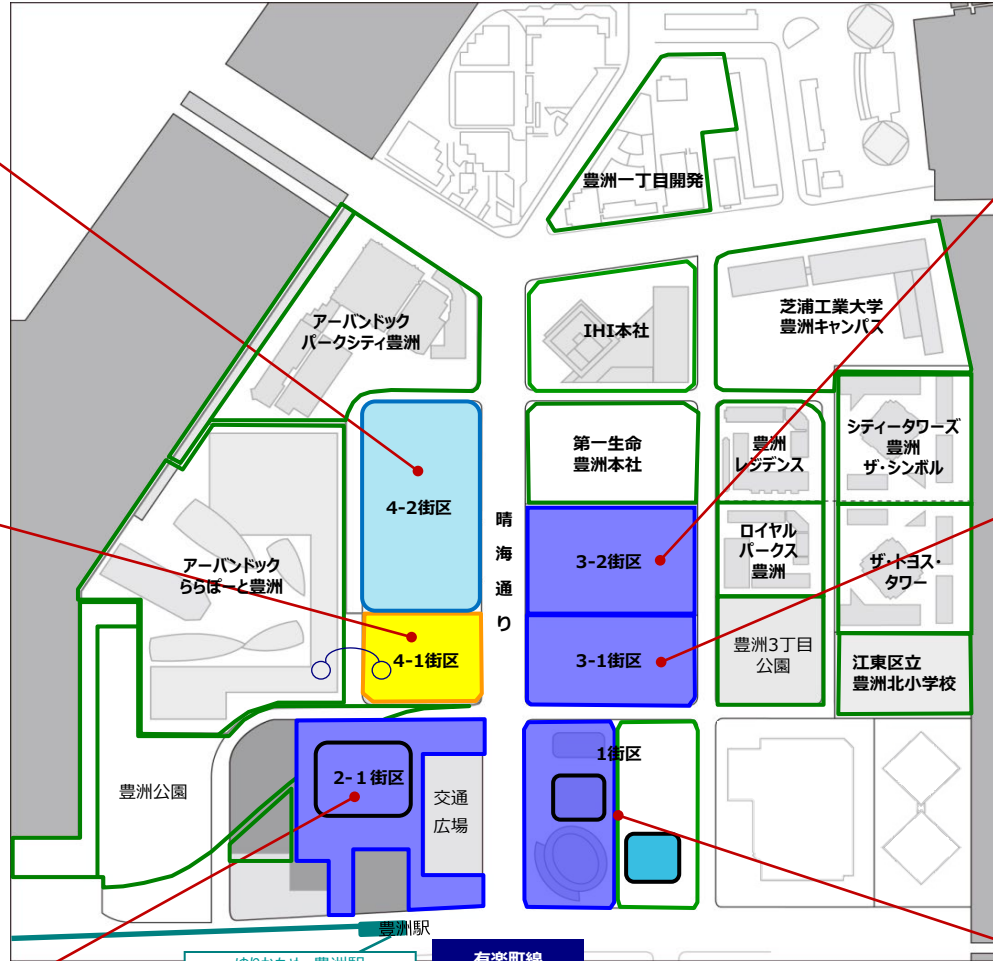 豊洲一丁目開発
芝浦工業大学
豊洲キャンパス
アーバンドック
パークシティ豊洲
IHI本社
第一生命
豊洲本社
豊洲
レジデンス
シティータワーズ
豊洲
ザ・シンボル
4-2街区
晴海通り
3-2街区
ロイヤル
パークス
豊洲
ザ・トヨス・
タワー
アーバンドック
ららぽーと豊洲
4-1街区
3-1街区
豊洲3丁目
公園
江東区立
豊洲北小学校
豊洲公園
2-1街区
交通
広場
1街区
豊洲駅
ゆりかもめ 豊洲駅
有楽町線